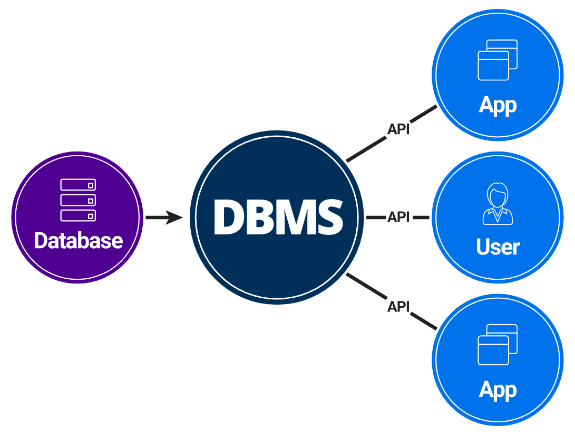 App
API
Database
DBMS
API
User
API
App